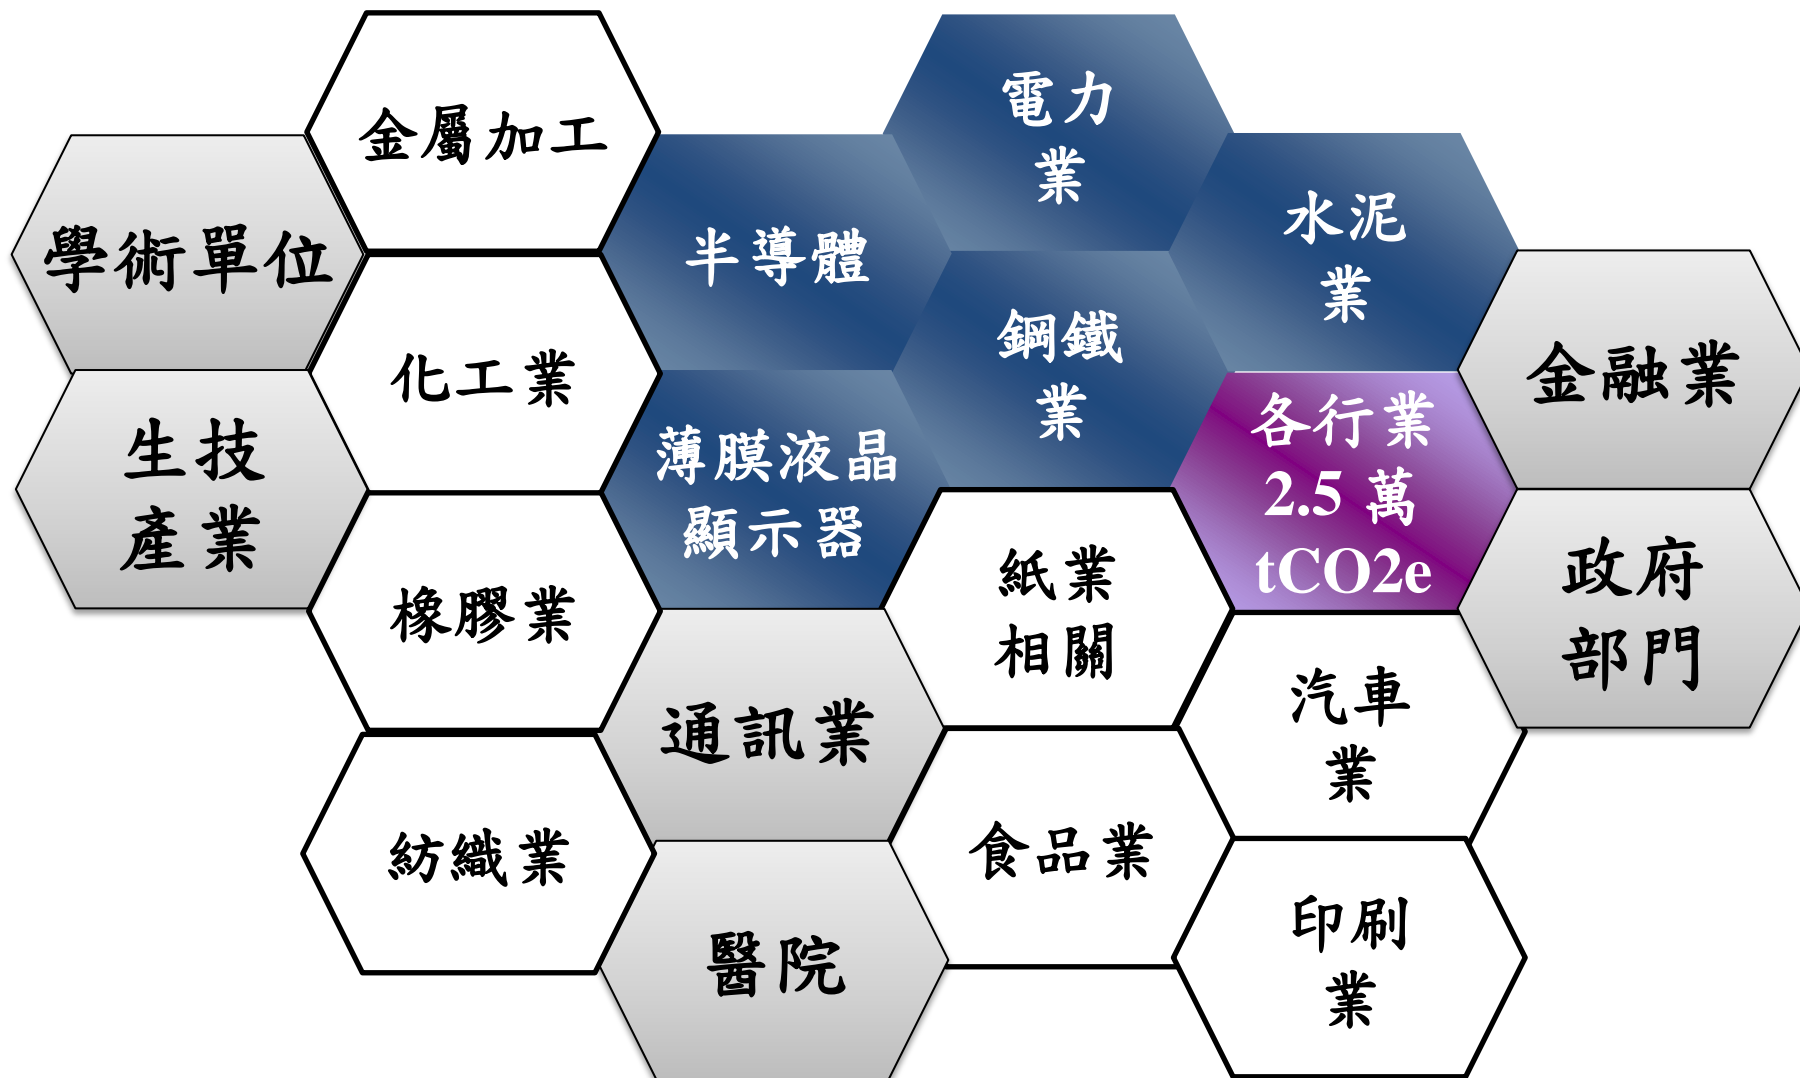 金屬加工
學術單位
化工業
生技
產業
橡膠業
紡織業
半導體
薄膜液晶
顯示器
通訊業
醫院
電力
業
鋼鐵
業
紙業
相關
食品業
水泥
業
各行業
2.5 萬
tCO2e
汽車
業
印刷
業
金融業
政府
部門